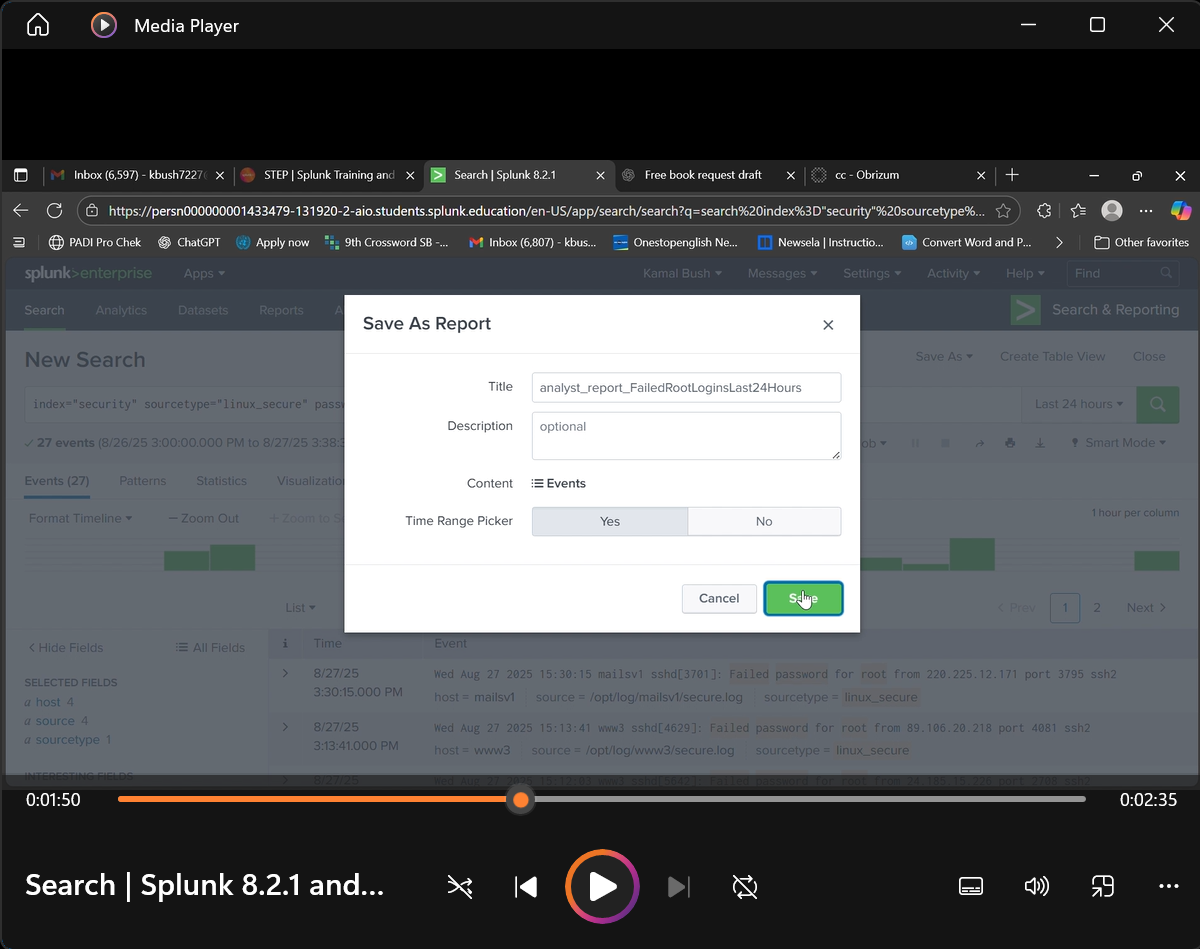 Media Player
Inbox (6,597) - kbush7227
STEP | Splunk Training and
Search | Splunk 8.2.1
Free book request draft
cc - Obrizum
https://persn000000001433479-131920-2-aio.students.splunk.education/en-US/app/search/search?q=search%20index%3D"security"%20sourcetype%...
PADI Pro Chek
ChatGPT
Apply now
9th Crossword SB -...
Inbox (6,807) - kbus...
Onestopenglish Ne...
Newsela | Instructio...
Convert Word and P...
Other favorites
splunk>enterprise
Apps
Kamal Bush
Messages
Settings
Activity
Help
Find
Search
Analytics
Datasets
Reports
A
Search & Reporting
New Search
Save As
Create Table View
Close
index="security" sourcetype="linux_secure" passw
Last 24 hours
27 events (8/26/25 3:00:00.000 PM to 8/27/25 3:38:3
ob
Smart Mode
Events (27)
Patterns
Statistics
Visualization
Format Timeline
Zoom Out
+ Zoom to Se
1 hour per column
Save As Report
Title
analyst_report_FailedRootLoginsLast24Hours
Description
optional
Content
Events
Time Range Picker
Yes
No
Cancel
Save
List
< Prev
1
2
Next >
< Hide Fields
All Fields
i
Time
Event
SELECTED FIELDS
a host 4
a source 4
a sourcetype 1
INTERESTING FIELDS
8/27/25
3:30:15.000 PM
Wed Aug 27 2025 15:30:15 mailsv1 sshd[3701]: Failed password for root from 220.225.12.171 port 3795 ssh2
host = mailsv1
source = /opt/log/mailsv1/secure.log
sourcetype = linux_secure
8/27/25
3:13:41.000 PM
Wed Aug 27 2025 15:13:41 www3 sshd[4629]: Failed password for root from 89.106.20.218 port 4081 ssh2
host = www3
source = /opt/log/www3/secure.log
sourcetype = linux_secure
8/27/25
0:01:50
0:02:35
Search | Splunk 8.2.1 and...